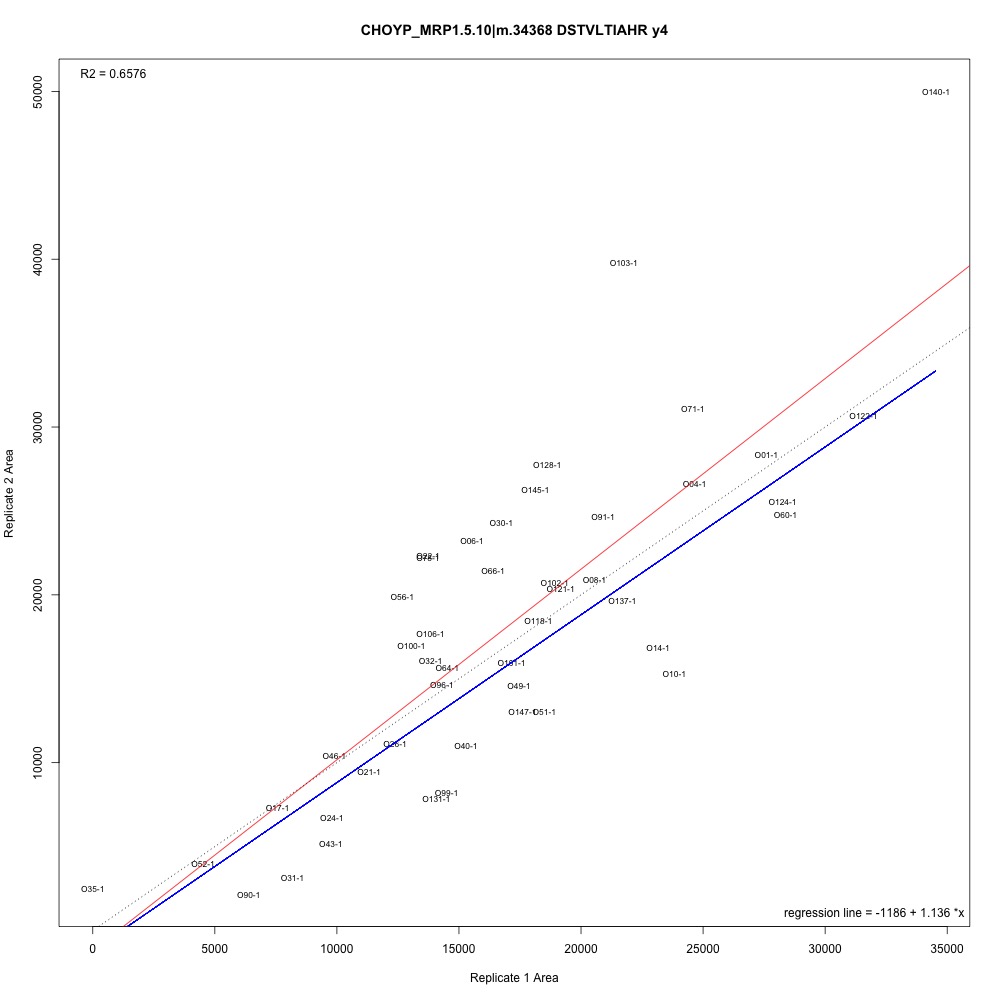 CHOYP_MRP1.5.10|m.34368 DSTVLTIAHR y4
R2 = 0.6576
50000
O140-1
40000
O103-1
O71-1
30000
O122-1
O01-1
O128-1
O04-1
O145-1
O124-1
O60-1
O91-1
O30-1
O06-1
O66-1
O102-1
O08-1
O121-1
20000
O56-1
O137-1
O118-1
O106-1
O100-1
O14-1
O32-1
O64-1
O10-1
O96-1
O49-1
O147-1
O51-1
O26-1
O40-1
O46-1
10000
O21-1
O99-1
O131-1
O17-1
O24-1
O43-1
O52-1
O31-1
O35-1
O90-1
regression line = -1186 + 1.136 *x
0
5000
10000
15000
20000
25000
30000
35000
Replicate 1 Area
Replicate 2 Area